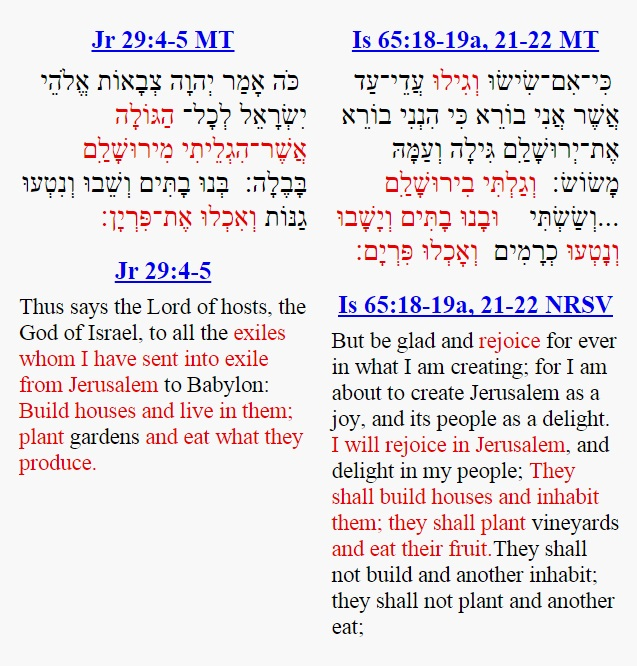 Jr 29:4-5 MT
כֹּה אָמַר יְהוָה צְבָאוֹת אֱלֹהֵי
יִשְׂרָאֵל לְכָל־ הַגּוֹלָה
אֲשֶׁר־הִגְלֵיתִי מִירוּשָׁלִַם
בָּבֶלָה׃ בְּנוּ בָתִּים וְשֵׁבוּ וְנִטְעוּ
גַנּוֹת וְאִכְלוּ אֶת־פִּרְיָן׃
Jr 29:4-5
Thus says the Lord of hosts, the
God of Israel, to all the exiles
whom I have sent into exile
from Jerusalem to Babylon:
Build houses and live in them;
plant gardens and eat what they
produce.
Is 65:18-19a, 21-22 MT
כִּי־אִם־שִׂישׂוּ וְגִילוּ עֲדֵי־עַד
אֲשֶׁר אֲנִי בוֹרֵא כִּי הִנְנִי בוֹרֵא
אֶת־יְרוּשָׁלִַם גִּילָה וְעַמָּהּ
מָשׂוֹשׂ׃ וְגַלְתִּי בִירוּשָׁלִַם
וְשַׂשְׂתִּי... וּבָנוּ בָתִּים וְיָשָׁבוּ
וְנָטְעוּ כְרָמִים וְאָכְלוּ פִּרְיָם׃
Is 65:18-19a, 21-22 NRSV
But be glad and rejoice for ever
in what I am creating; for I am
about to create Jerusalem as a
joy, and its people as a delight.
I will rejoice in Jerusalem, and
delight in my people; They
shall build houses and inhabit
them; they shall plant vineyards
and eat their fruit.They shall
not build and another inhabit;
they shall not plant and another
eat;